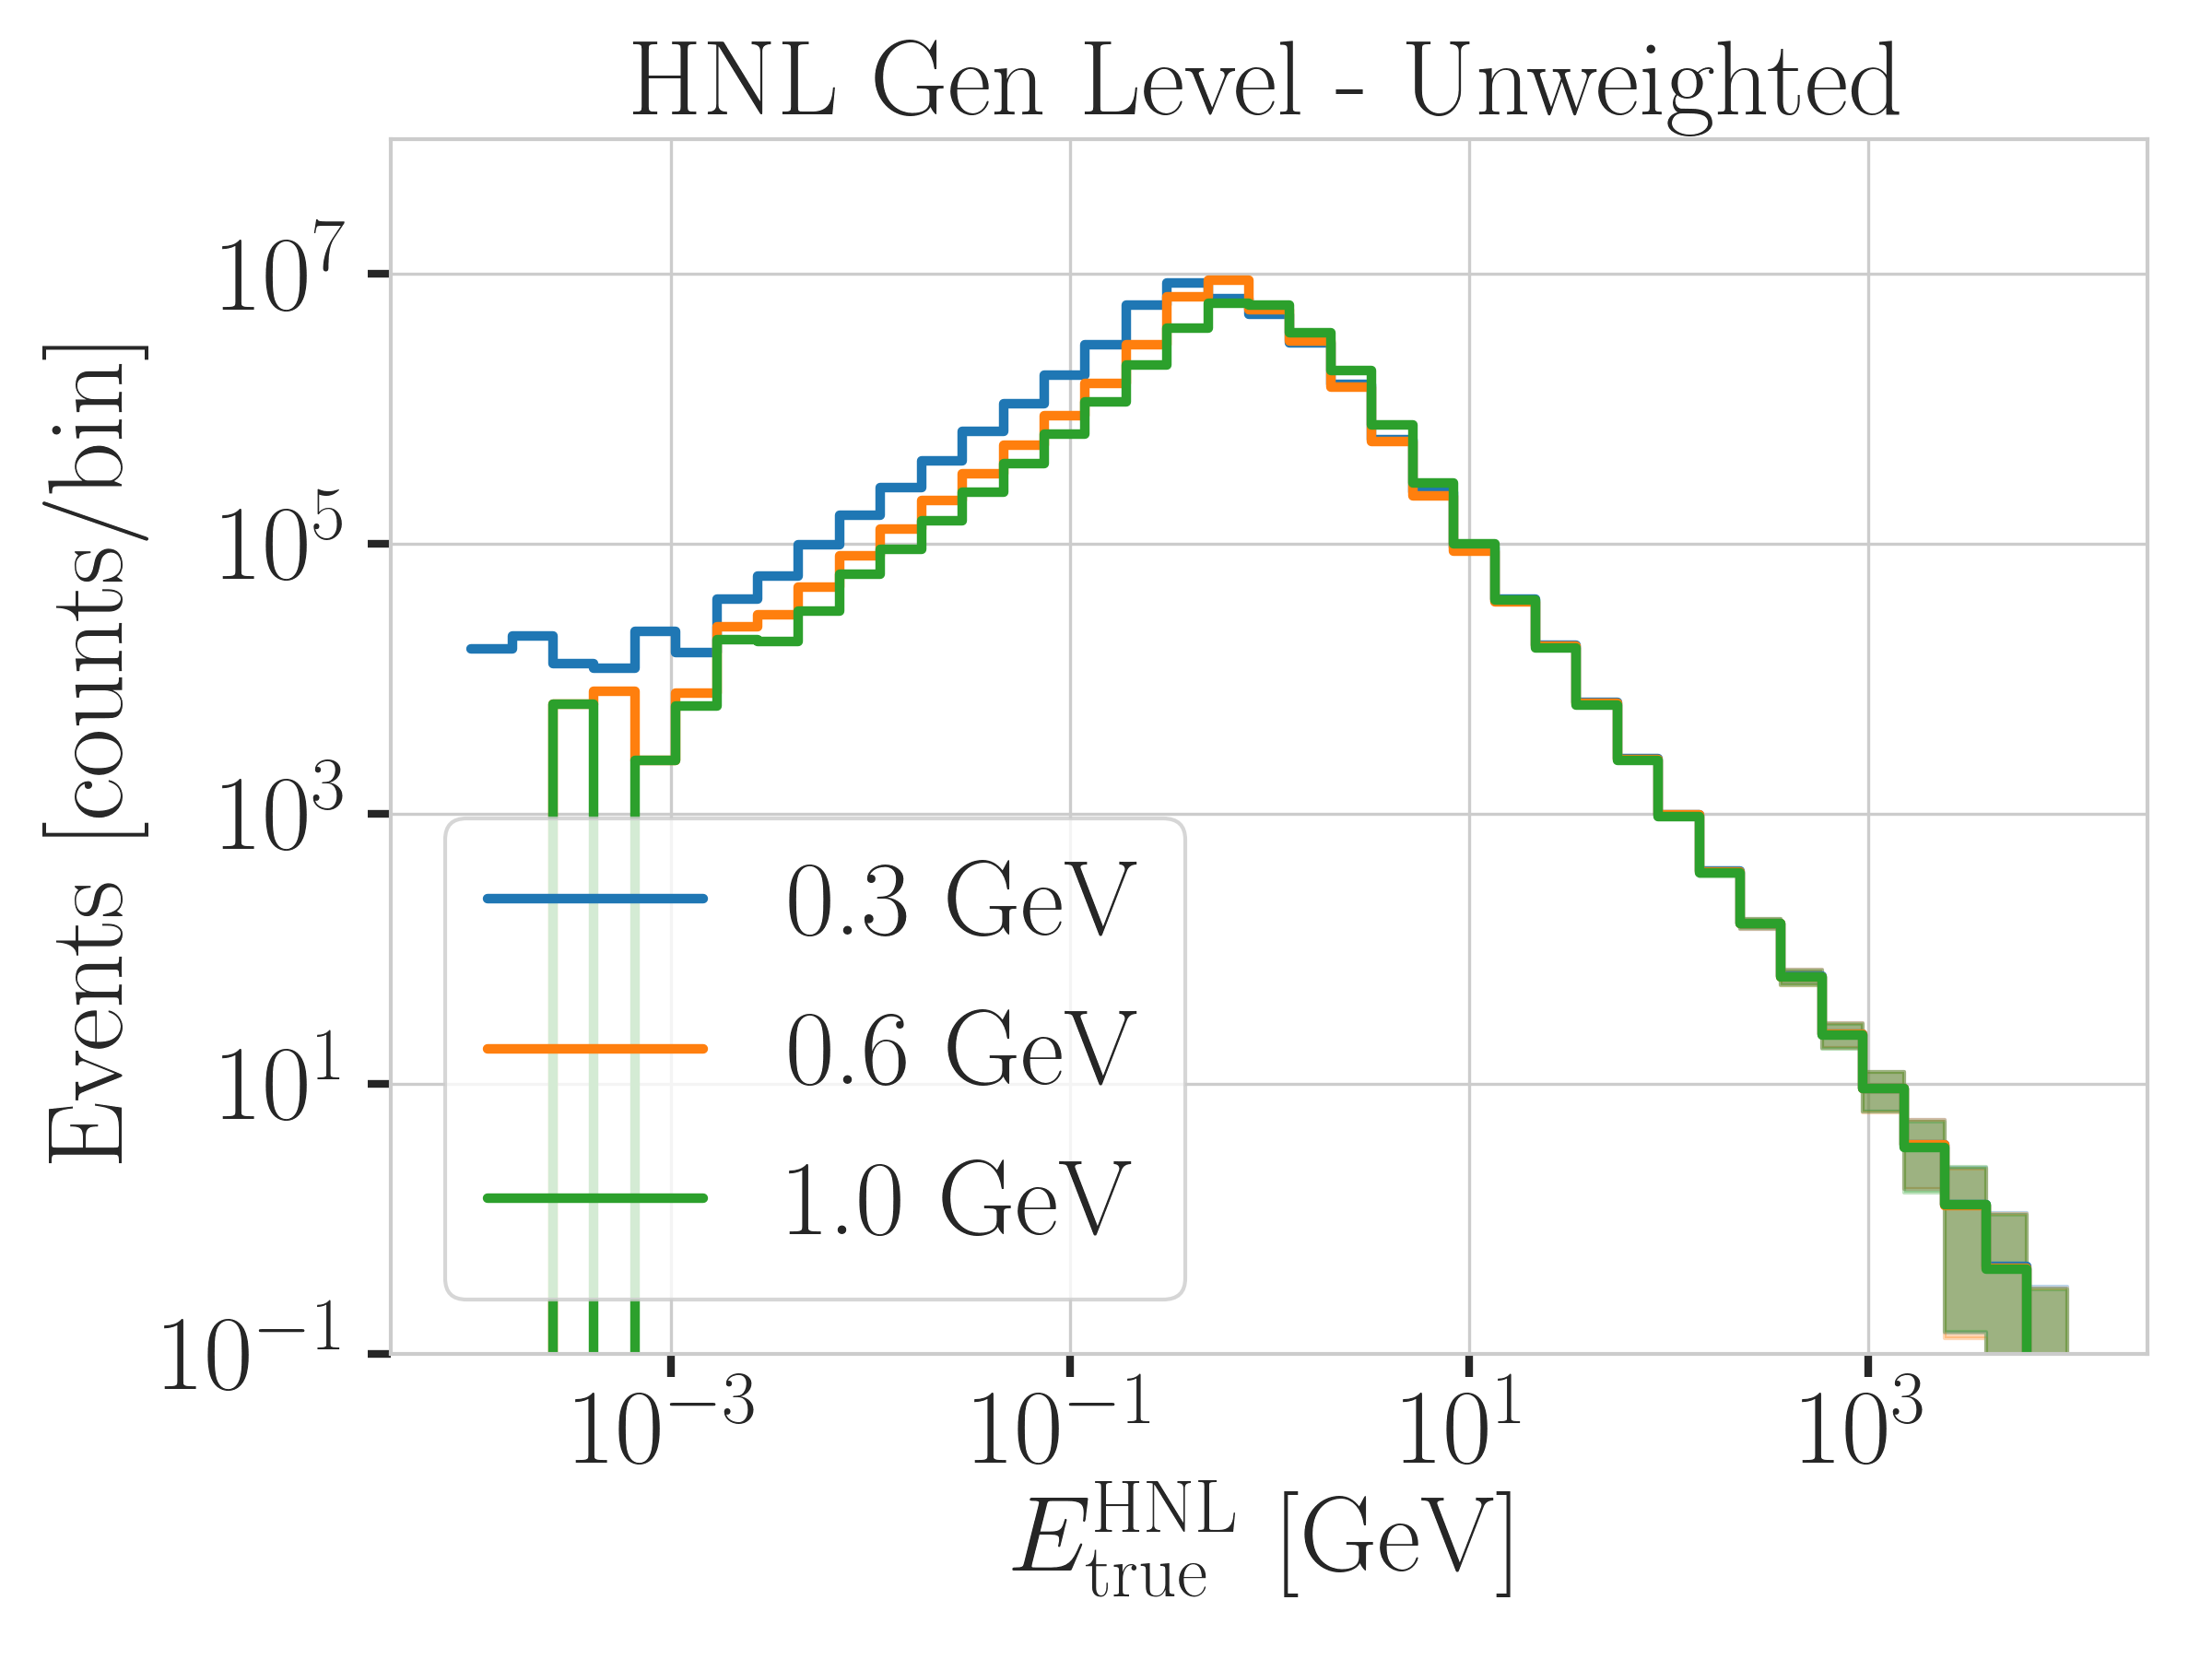 HNL Gen Level - Unweighted
Events [counts/bin]
10^7
10^5
10^3
10^1
10^−1
0.3 GeV
0.6 GeV
1.0 GeV
10^−3
10^−1
10^1
10^3
E_true^HNL [GeV]